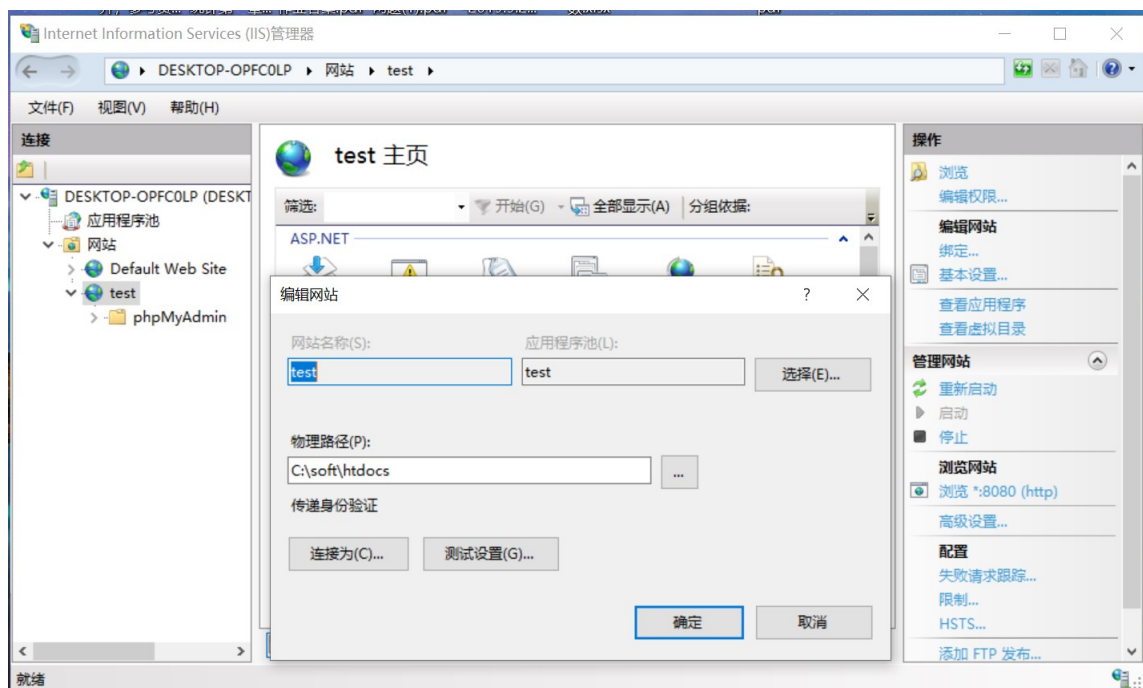 Internet Information Services (IIS)管理器
DESKTOP-OPFC0LP 网站 test
文件(F) 视图(V) 帮助(H)
连接
DESKTOP-OPFC0LP (DESKT
应用程序池
网站
Default Web Site
test
phpMyAdmin
test 主页
筛选: 开始(G) 全部显示(A) 分组依据:
ASP.NET
编辑网站 ?
网站名称(S): 应用程序池(L):
test test 选择(E)...
物理路径(P):
C:\soft\htdocs ...
传递身份验证
连接为(C)... 测试设置(G)...
确定 取消
操作
浏览
编辑权限...
编辑网站
绑定...
基本设置...
查看应用程序
查看虚拟目录
管理网站
重新启动
启动
停止
浏览网站
浏览 *:8080 (http)
高级设置...
配置
失败请求跟踪...
限制...
HSTS...
添加 FTP 发布...
就绪